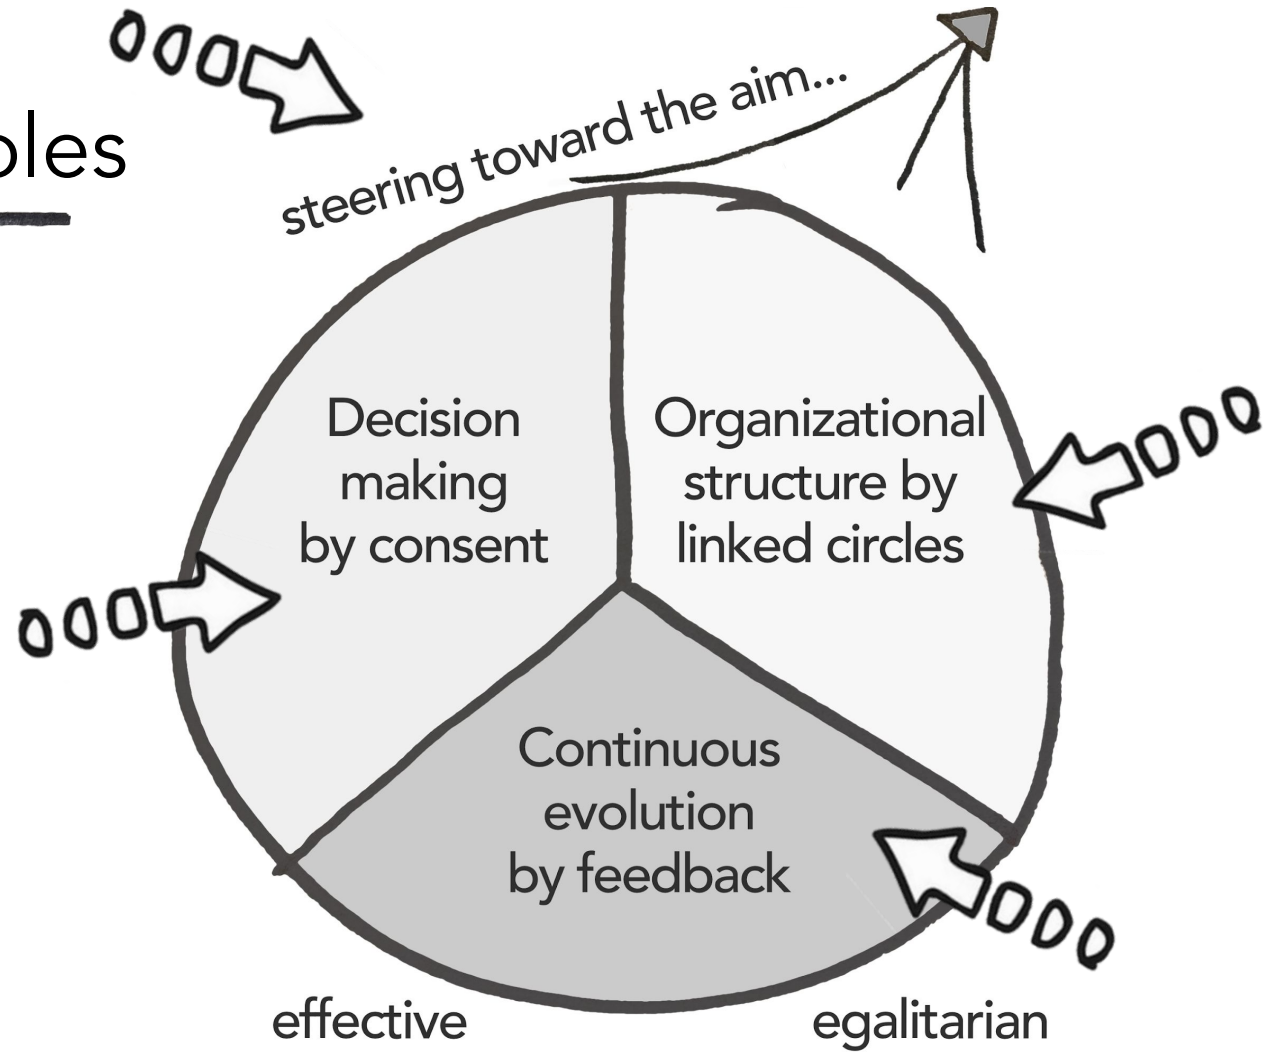 steering toward the aim...
Decision
making
by consent
Organizational
structure by
linked circles
Continuous
evolution
by feedback
effective
egalitarian